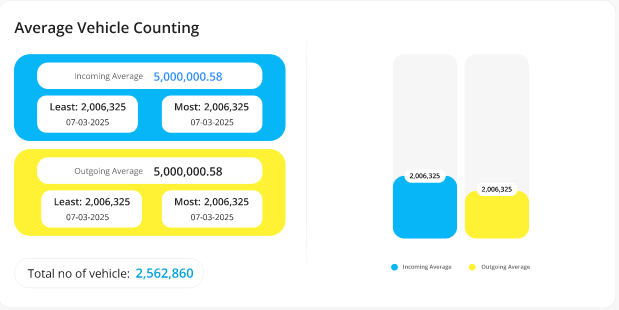 Average Vehicle Counting
Incoming Average 5,000,000.58
Least: 2,006,325 Most: 2,006,325
07-03-2025 07-03-2025
Outgoing Average 5,000,000.58
Least: 2,006,325 Most: 2,006,325
07-03-2025 07-03-2025
Total no of vehicle: 2,562,860
2,006,325
2,006,325
Incoming Average Outgoing Average